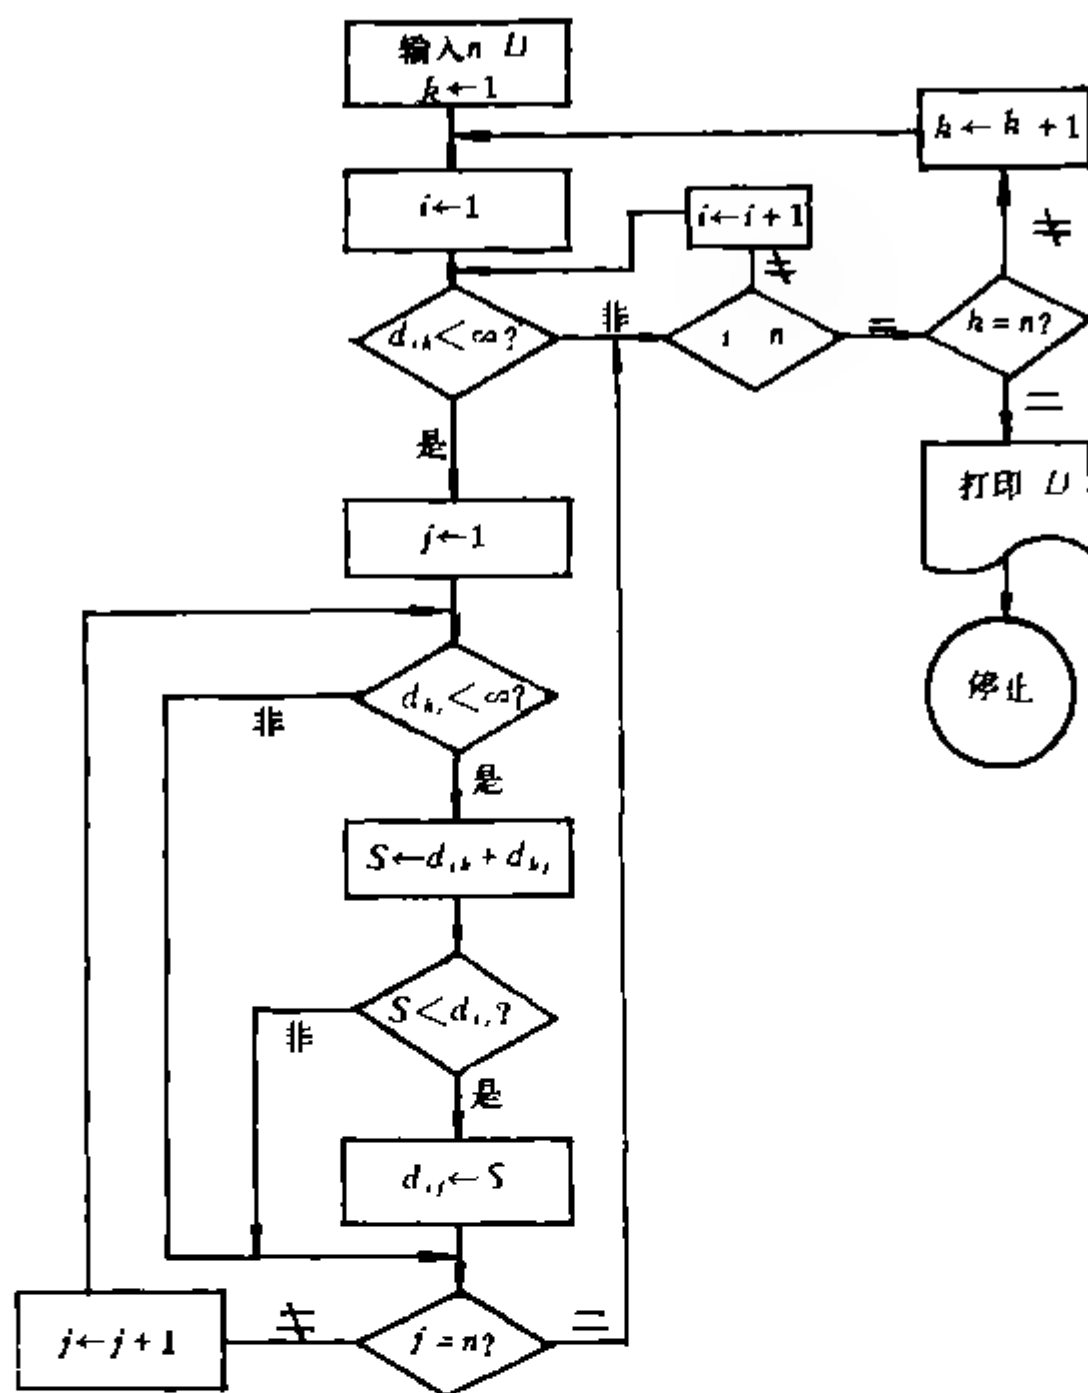 输入n D
k←1
k←k+1
i←1
i←i+1
≠
≠
d_ik<∞?
非
i n
=
k=n?
是
=
打印 D
j←1
停止
d_kj<∞?
非
是
S←d_ik+d_kj
S<d_ij?
非
是
d_ij←S
j←j+1
≠
j=n?
=